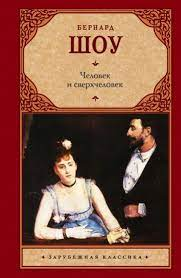 БЕРНАРД
ШОУ
Человек и сверхчеловек
ЗАРУБЕЖНАЯ КЛАССИКА